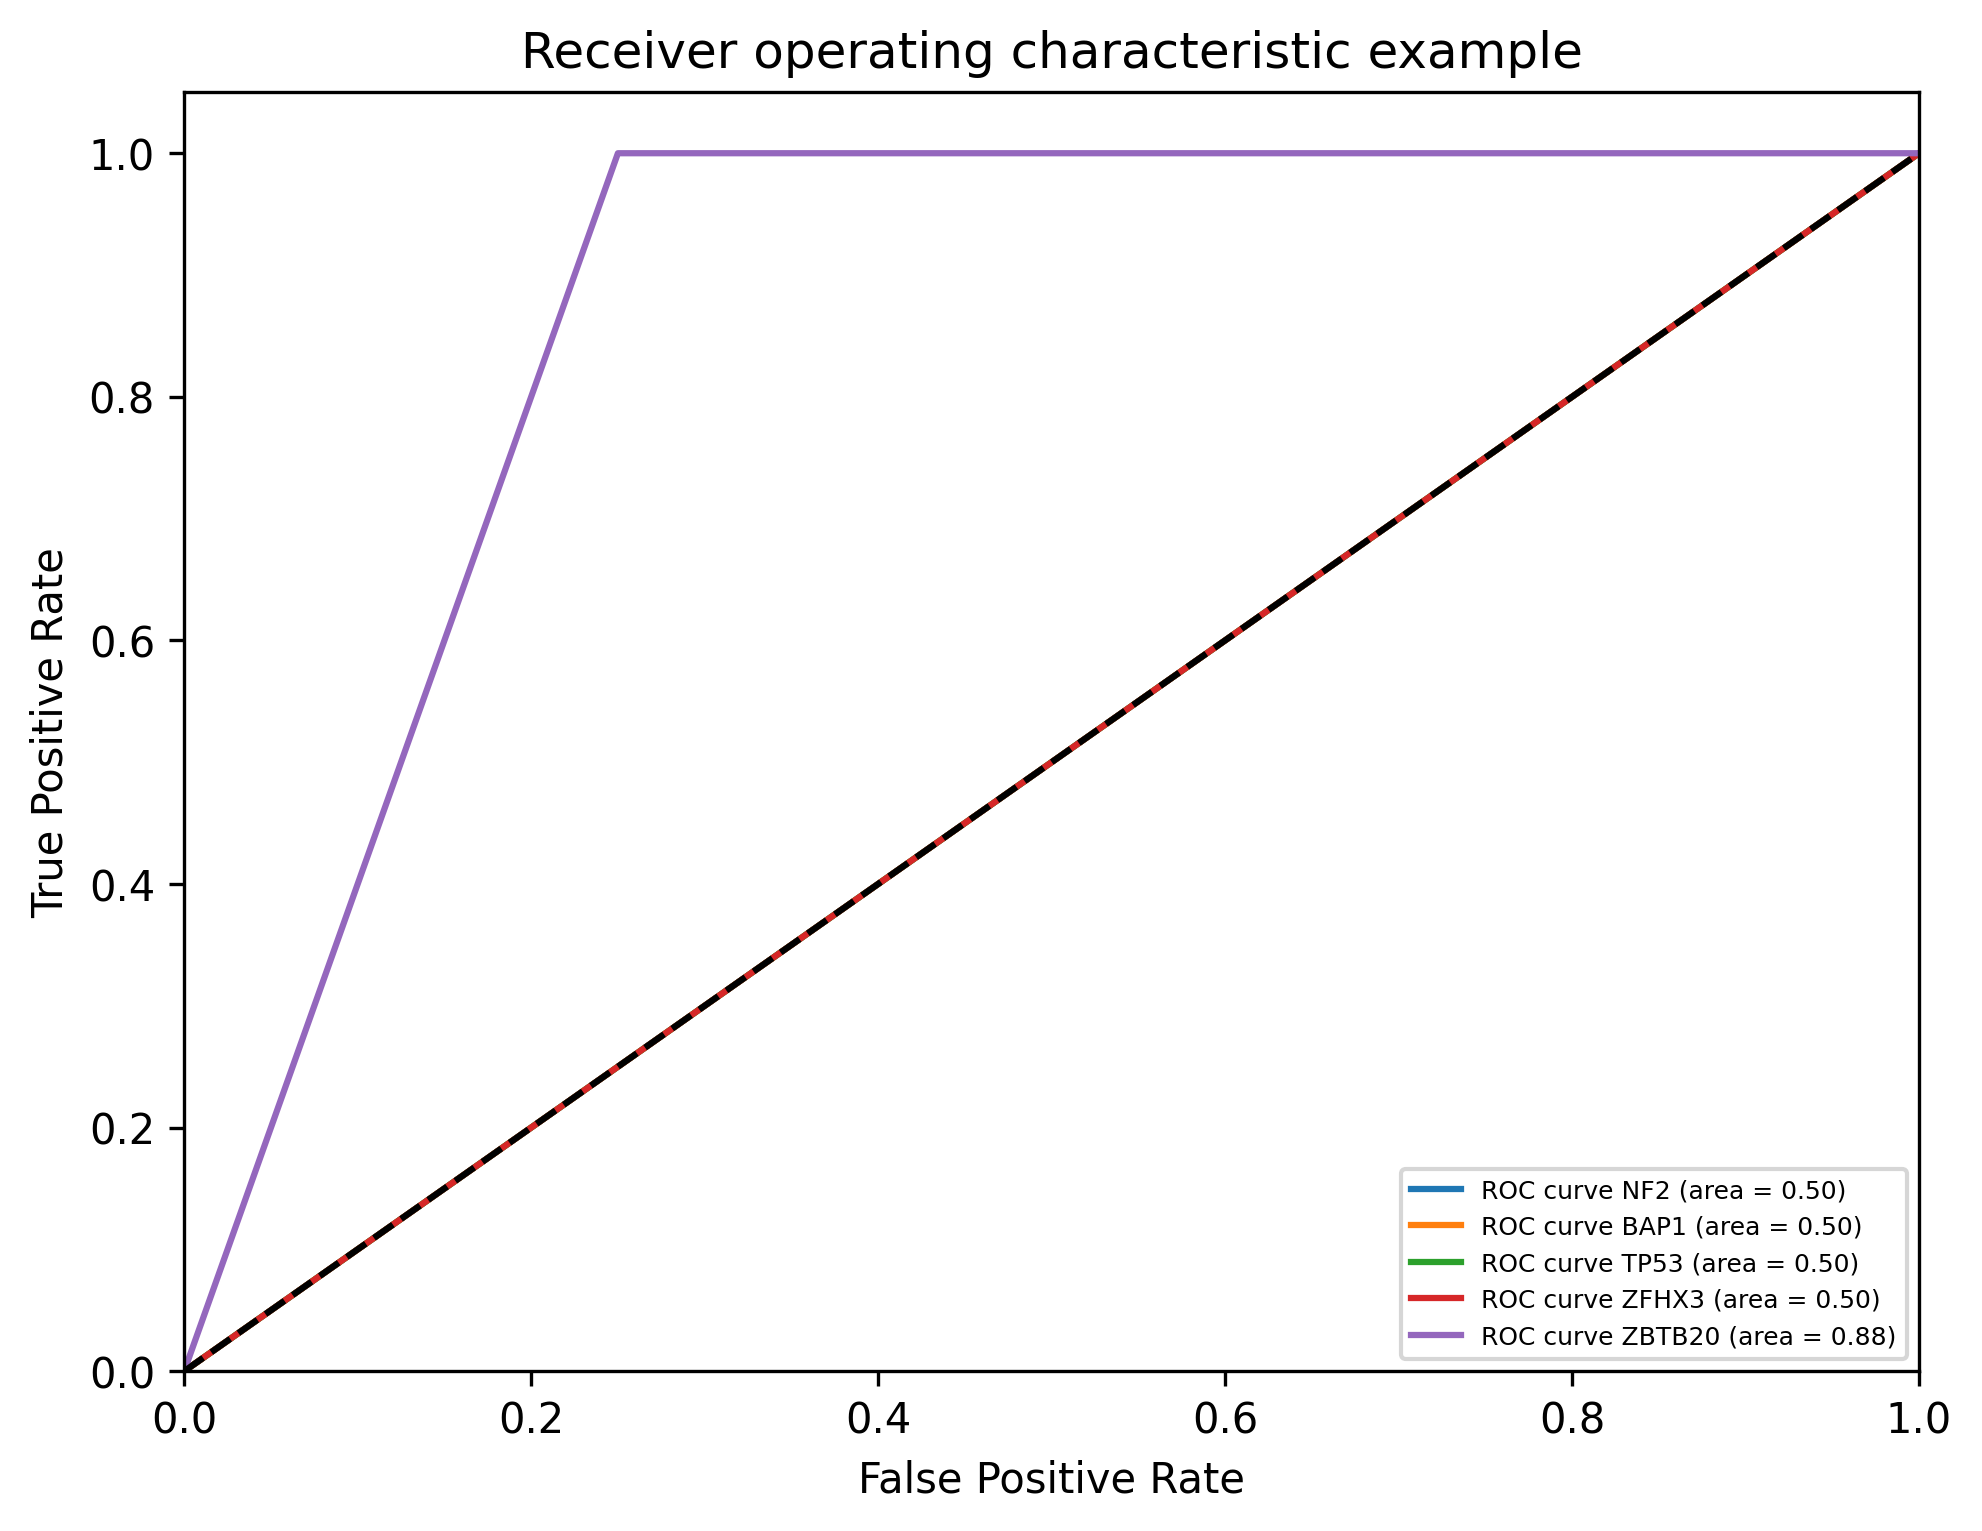 Receiver operating characteristic example
1.0
0.8
0.6
0.4
0.2
0.0
True Positive Rate
ROC curve NF2 (area = 0.50)
ROC curve BAP1 (area = 0.50)
ROC curve TP53 (area = 0.50)
ROC curve ZFHX3 (area = 0.50)
ROC curve ZBTB20 (area = 0.88)
0.0 0.2 0.4 0.6 0.8 1.0
False Positive Rate